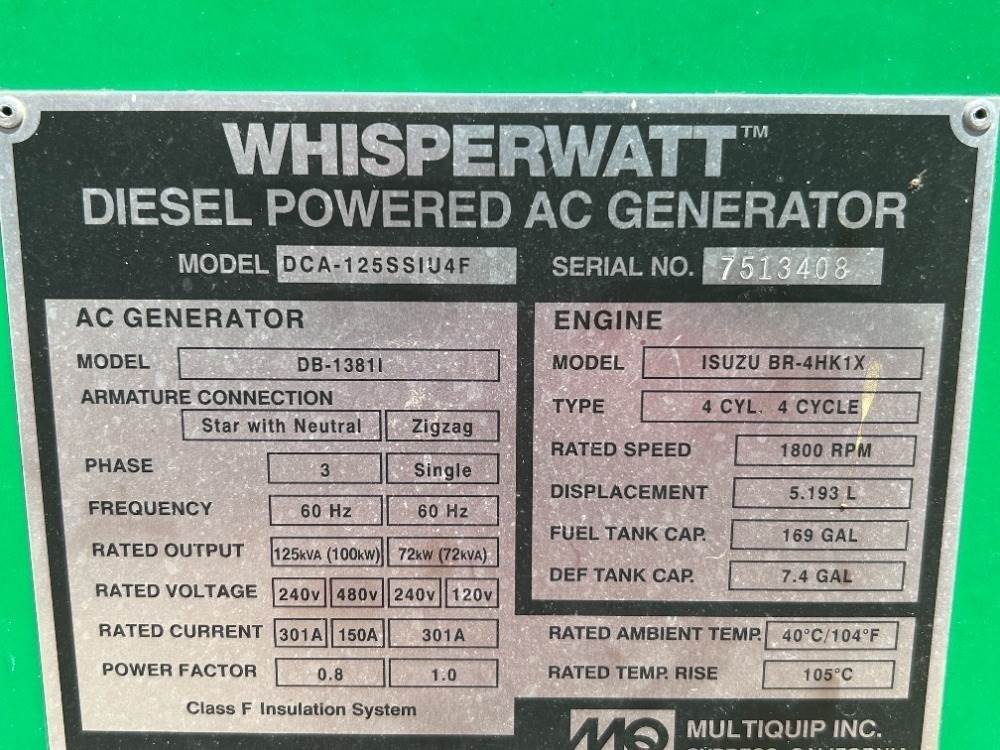 WHISPERWATT™
DIESEL POWERED AC GENERATOR
MODEL DCA-125SSIU4F SERIAL NO. 7513408
AC GENERATOR
MODEL DB-1381I
ARMATURE CONNECTION
Star with Neutral Zigzag
PHASE 3 Single
FREQUENCY 60 Hz 60 Hz
RATED OUTPUT 125kVA (100kW) 72kW (72kVA)
RATED VOLTAGE 240v 480v 240v 120v
RATED CURRENT 301A 150A 301A
POWER FACTOR 0.8 1.0
Class F Insulation System
ENGINE
MODEL ISUZU BR-4HK1X
TYPE 4 CYL. 4 CYCLE
RATED SPEED 1800 RPM
DISPLACEMENT 5.193 L
FUEL TANK CAP. 169 GAL
DEF TANK CAP. 7.4 GAL
RATED AMBIENT TEMP. 40°C/104°F
RATED TEMP. RISE 105°C
MQ MULTIQUIP INC.